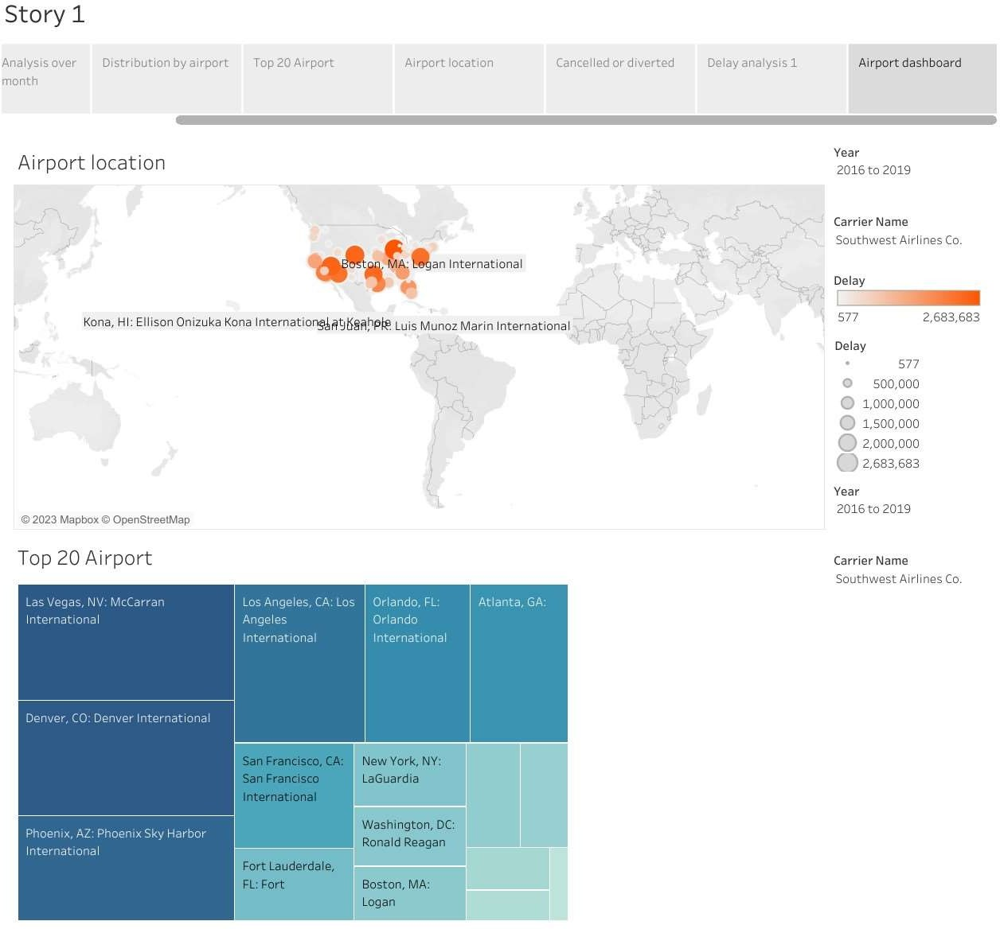 Story 1
Analysis over
month
Distribution by airport
Top 20 Airport
Airport location
Cancelled or diverted
Delay analysis 1
Airport dashboard
Airport location
Boston, MA: Logan International
Kona, HI: Ellison Onizuka Kona International at Keahole
San Juan, PR: Luis Munoz Marin International
© 2023 Mapbox © OpenStreetMap
Year
2016 to 2019
Carrier Name
Southwest Airlines Co.
Delay
577 2,683,683
Delay
577
500,000
1,000,000
1,500,000
2,000,000
2,683,683
Year
2016 to 2019
Carrier Name
Southwest Airlines Co.
Top 20 Airport
Las Vegas, NV: McCarran
International
Denver, CO: Denver International
Phoenix, AZ: Phoenix Sky Harbor
International
Los Angeles, CA: Los
Angeles
International
Orlando, FL:
Orlando
International
Atlanta, GA:
San Francisco, CA:
San Francisco
International
Fort Lauderdale,
FL: Fort
New York, NY:
LaGuardia
Washington, DC:
Ronald Reagan
Boston, MA:
Logan